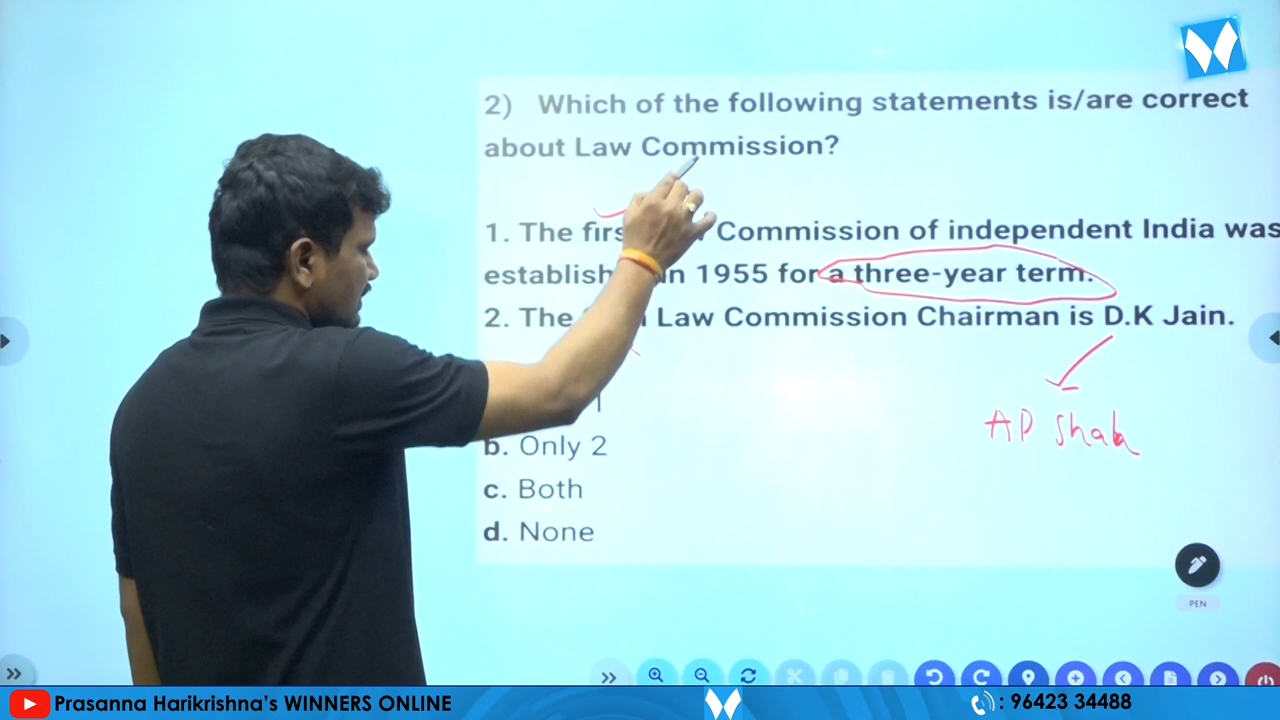 2) Which of the following statements is/are correct
about Law Commission?
1. The Commission of independent India was
in 1955 for a three-year term.
2. The Law Commission Chairman is D.K Jain.
AP Shah
b. Only 2
c. Both
d. None
PEN
Prasanna Harikrishna's WINNERS ONLINE
: 96423 34488